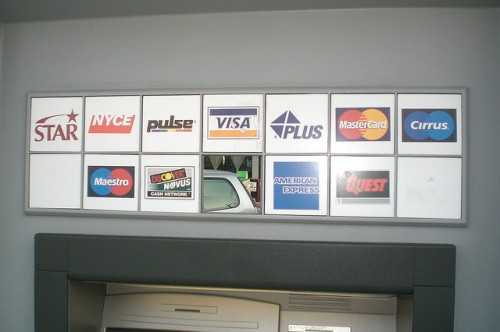 STAR
NYCE
pulse
VISA
PLUS
MasterCard
Cirrus
Maestro
DISCOVER
NOVUS
CASH NETWORK
AMERICAN
EXPRESS
QUEST